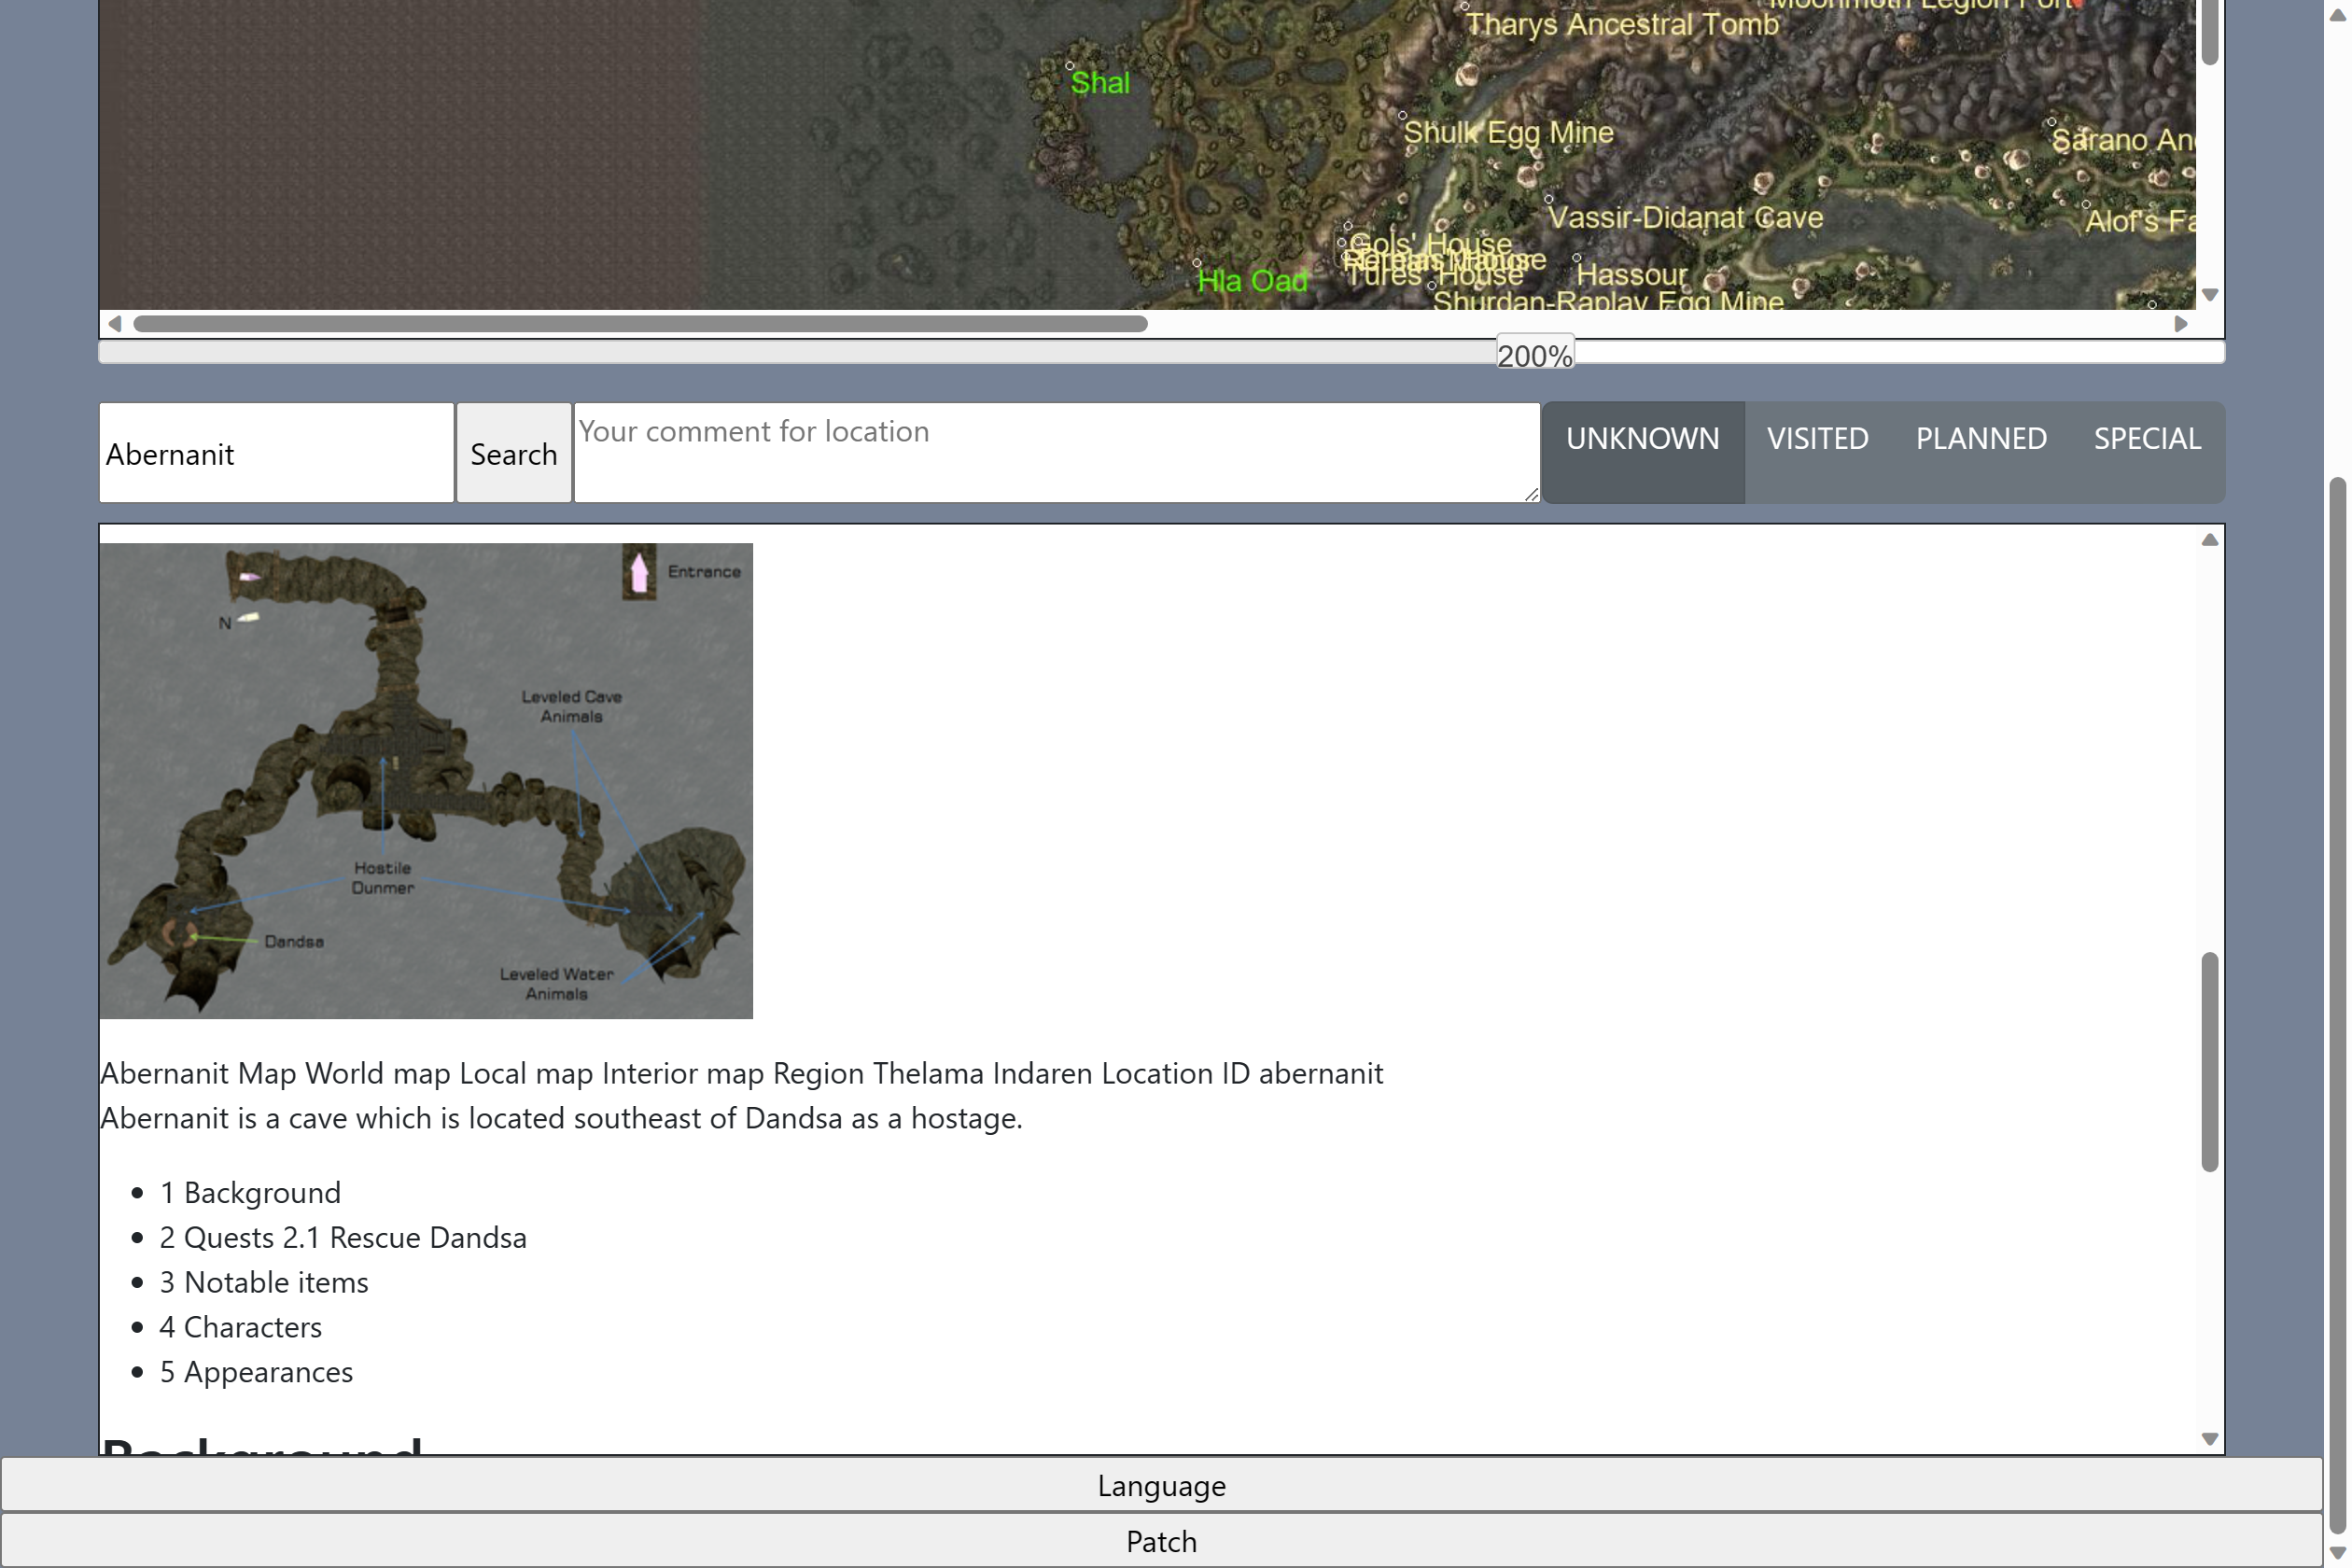 Moonmoth Legion Fort
Tharys Ancestral Tomb
Shal
Shulk Egg Mine
Sarano An
Vassir-Didanat Cave
Alof's Fa
Gols' House
House
Tures' House
Hassour
Hla Oad
Shurdan-Raplay Egg Mine
200%
Abernanit
Search
Your comment for location
UNKNOWN
VISITED
PLANNED
SPECIAL
Entrance
N
Leveled Cave
Animals
Hostile
Dunmer
Dandsa
Leveled Water
Animals
Abernanit Map World map Local map Interior map Region Thelama Indaren Location ID abernanit
Abernanit is a cave which is located southeast of Dandsa as a hostage.
1 Background
2 Quests 2.1 Rescue Dandsa
3 Notable items
4 Characters
5 Appearances
Background
Language
Patch